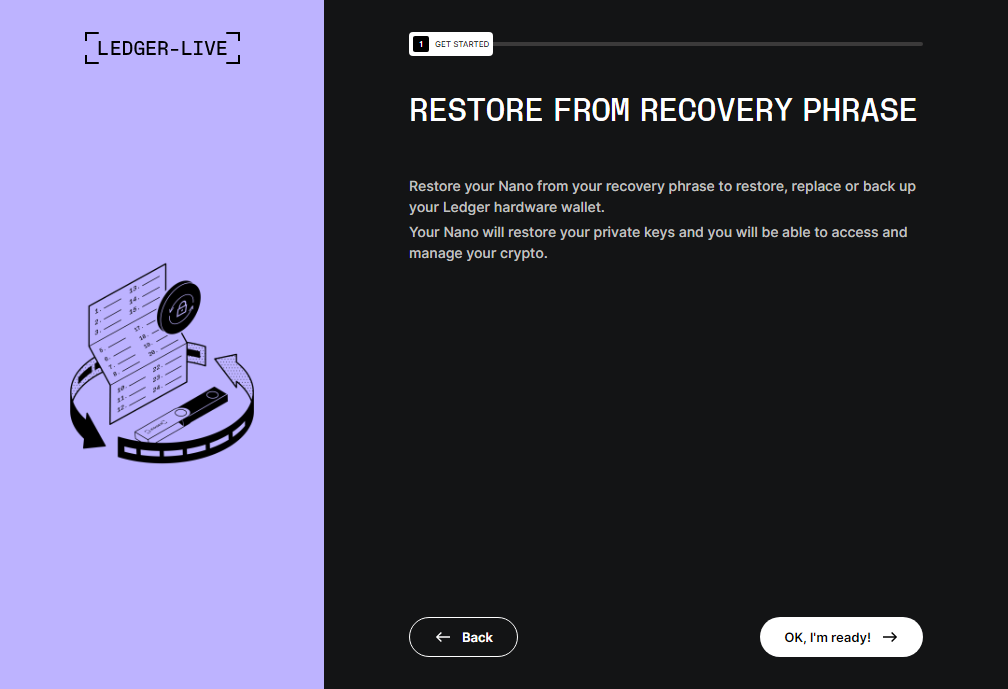 LEDGER-LIVE
1 GET STARTED
RESTORE FROM RECOVERY PHRASE
Restore your Nano from your recovery phrase to restore, replace or back up
your Ledger hardware wallet.
Your Nano will restore your private keys and you will be able to access and
manage your crypto.
1.
2.
3.
13.
14.
15.
5.
6.
7.
8.
17.
18.
19.
20.
10.
11.
12.
22.
23.
24.
Back
OK, I'm ready!